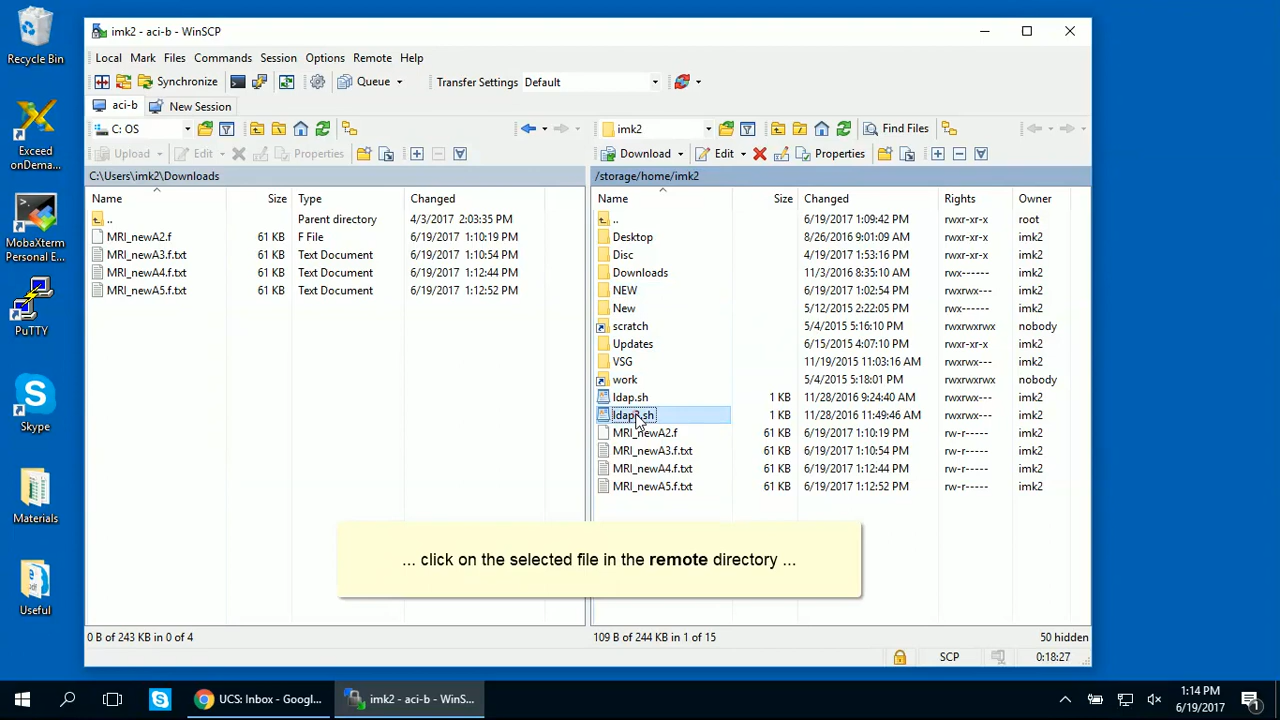 Recycle Bin
Exceed
onDema...
MobaXterm
Personal E...
PuTTY
Skype
Materials
Useful
imk2 - aci-b - WinSCP
Local Mark Files Commands Session Options Remote Help
Synchronize Queue Transfer Settings Default
aci-b New Session
C: OS
imk2 Find Files
Upload Edit Properties
Download Edit Properties
C:\Users\imk2\Downloads
Name Size Type Changed
.. Parent directory 4/3/2017 2:03:35 PM
MRI_newA2.f 61 KB F File 6/19/2017 1:10:19 PM
MRI_newA3.f.txt 61 KB Text Document 6/19/2017 1:10:54 PM
MRI_newA4.f.txt 61 KB Text Document 6/19/2017 1:12:44 PM
MRI_newA5.f.txt 61 KB Text Document 6/19/2017 1:12:52 PM
/storage/home/imk2
Name Size Changed Rights Owner
.. 6/19/2017 1:09:42 PM rwxr-xr-x root
Desktop 8/26/2016 9:01:09 AM rwxr-xr-x imk2
Disc 4/19/2017 1:53:16 PM rwxr-xr-x imk2
Downloads 11/3/2016 8:35:10 AM rwx------ imk2
NEW 6/19/2017 1:02:54 PM rwxrwx--- imk2
New 5/12/2015 2:22:05 PM rwx------ imk2
scratch 5/4/2015 5:16:10 PM rwxrwxrwx nobody
Updates 6/15/2015 4:07:10 PM rwxr-xr-x imk2
VSG 11/19/2015 11:03:16 AM rwxrwx--- imk2
work 5/4/2015 5:18:01 PM rwxrwxrwx nobody
ldap.sh 1 KB 11/28/2016 9:24:40 AM rwxrwx--- imk2
1 KB 11/28/2016 11:49:46 AM rwxrwx--- imk2
MRI_newA2.f 61 KB 6/19/2017 1:10:19 PM rw-r----- imk2
MRI_newA3.f.txt 61 KB 6/19/2017 1:10:54 PM rw-r----- imk2
MRI_newA4.f.txt 61 KB 6/19/2017 1:12:44 PM rw-r----- imk2
MRI_newA5.f.txt 61 KB 6/19/2017 1:12:52 PM rw-r----- imk2
... click on the selected file in the remote directory ...
0 B of 243 KB in 0 of 4
109 B of 244 KB in 1 of 15 50 hidden
SCP 0:18:27
UCS: Inbox - Googl...
imk2 - aci-b - WinS...
1:14 PM
6/19/2017
1